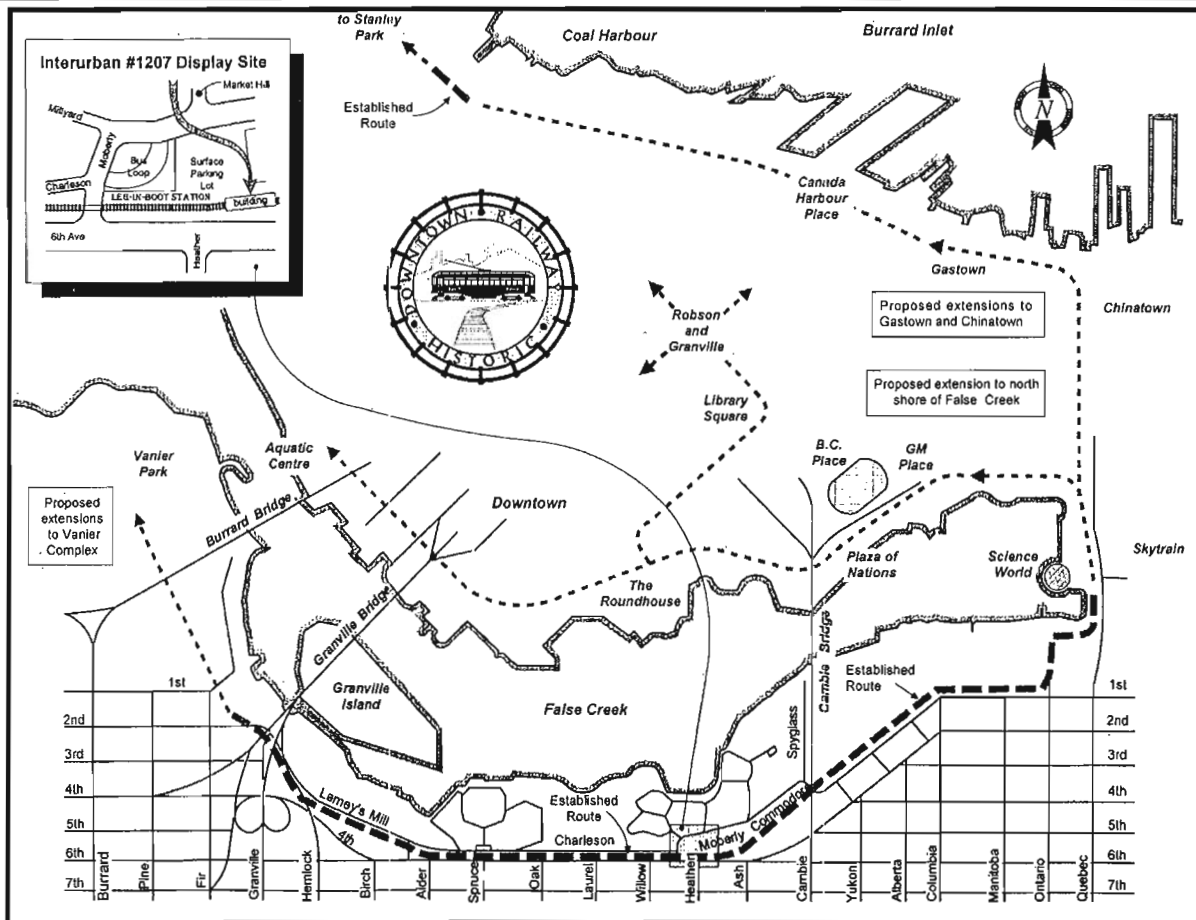 to Stanley
Park
Coal Harbour
Burrard Inlet
Interurban #1207 Display Site
Market Hill
Millyard
Moberly
Bus
Loop
Surface
Parking
Lot
Charleson
LEG-IN-BOOT STATION
building
6th Ave
Heather
Established
Route
N
Canada
Harbour
Place
DOWNTOWN RAILWA
HISTORIC
Gastown
Chinatown
Proposed extensions to
Gastown and Chinatown
Robson
and
Granville
Proposed extension to north
shore of False Creek
Library
Square
Vanier
Park
Aquatic
Centre
B.C.
Place
GM
Place
Proposed
extensions
to Vanier
Complex
Burrard Bridge
Downtown
Plaza of
Nations
Science
World
Skytrain
The
Roundhouse
Granville Bridge
Cambie Bridge
Established
Route
Granville
Island
False Creek
Spyglass
1st
2nd
3rd
4th
5th
6th
7th
1st
2nd
3rd
4th
5th
6th
7th
Lamey's Mill
4th
Established
Route
Charleson
Moberly
Commodore
Burrard
Pine
Fir
Granville
Hemlock
Birch
Alder
Spruce
Oak
Laurel
Willow
Heather
Ash
Cambie
Yukon
Alberta
Columbia
Manitoba
Ontario
Quebec